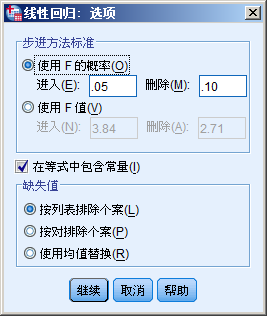 线性回归: 选项
步进方法标准
使用 F 的概率(O)
进入(E): .05 删除(M): .10
使用 F 值(V)
进入(N): 3.84 删除(A): 2.71
在等式中包含常量(I)
缺失值
按列表排除个案(L)
按对排除个案(P)
使用均值替换(R)
继续 取消 帮助